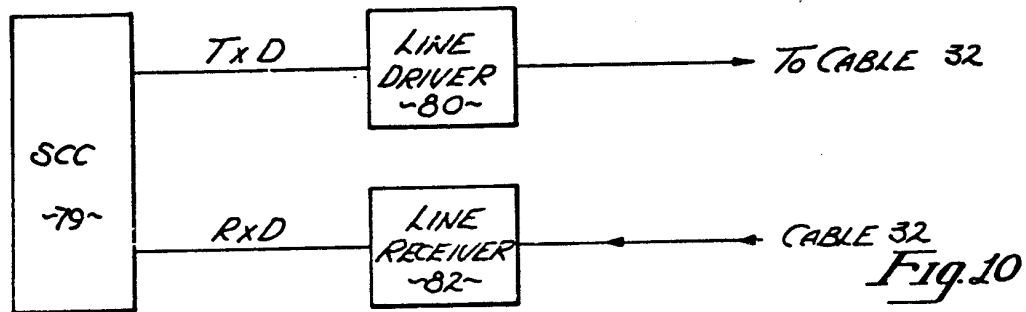 TxD
LINE
DRIVER
~80~
TO CABLE 32
SCC
~79~
RxD
LINE
RECEIVER
~82~
CABLE 32
Fig.10